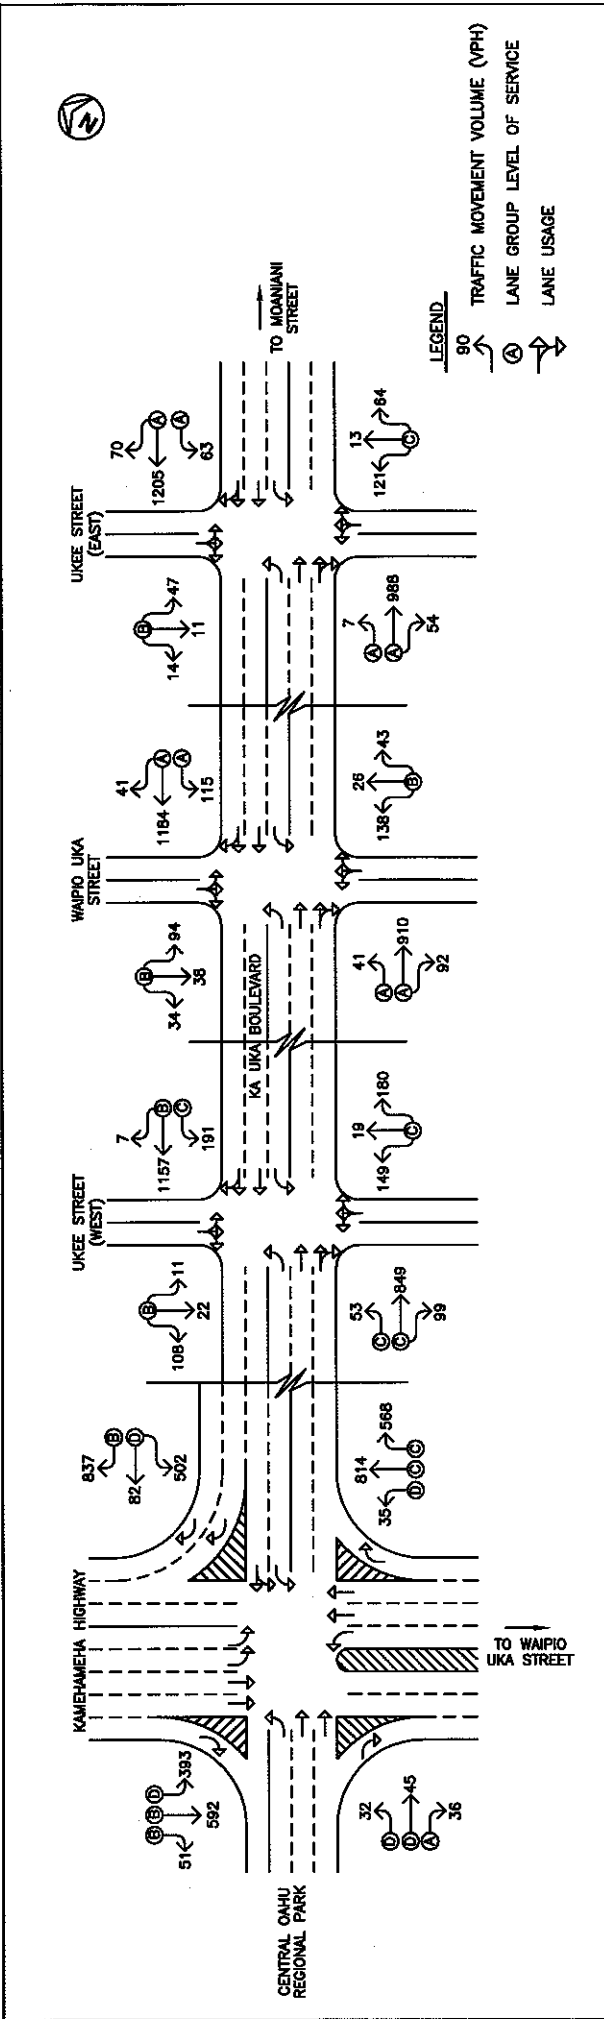 N
KAMEHAMEHA HIGHWAY
UKEE STREET
(WEST)
WAIPIO UKA
STREET
UKEE STREET
(EAST)
KA UKA BOULEVARD
TO MOANIANI
STREET
CENTRAL OAHU
REGIONAL PARK
TO WAIPIO
UKA STREET
51
592
393
B B D
837
82
502
B
D
108
22
11
B
7
1157
191
B
C
34
38
94
B
41
1184
115
A
A
14
11
47
B
70
1205
63
A
A
32
45
36
D
D
A
35
814
568
D C C
53
849
99
C
C
149
19
180
C
41
910
92
A
A
138
26
43
B
7
988
54
A
A
121
13
64
C
LEGEND
90
TRAFFIC MOVEMENT VOLUME (VPH)
A
LANE GROUP LEVEL OF SERVICE
LANE USAGE